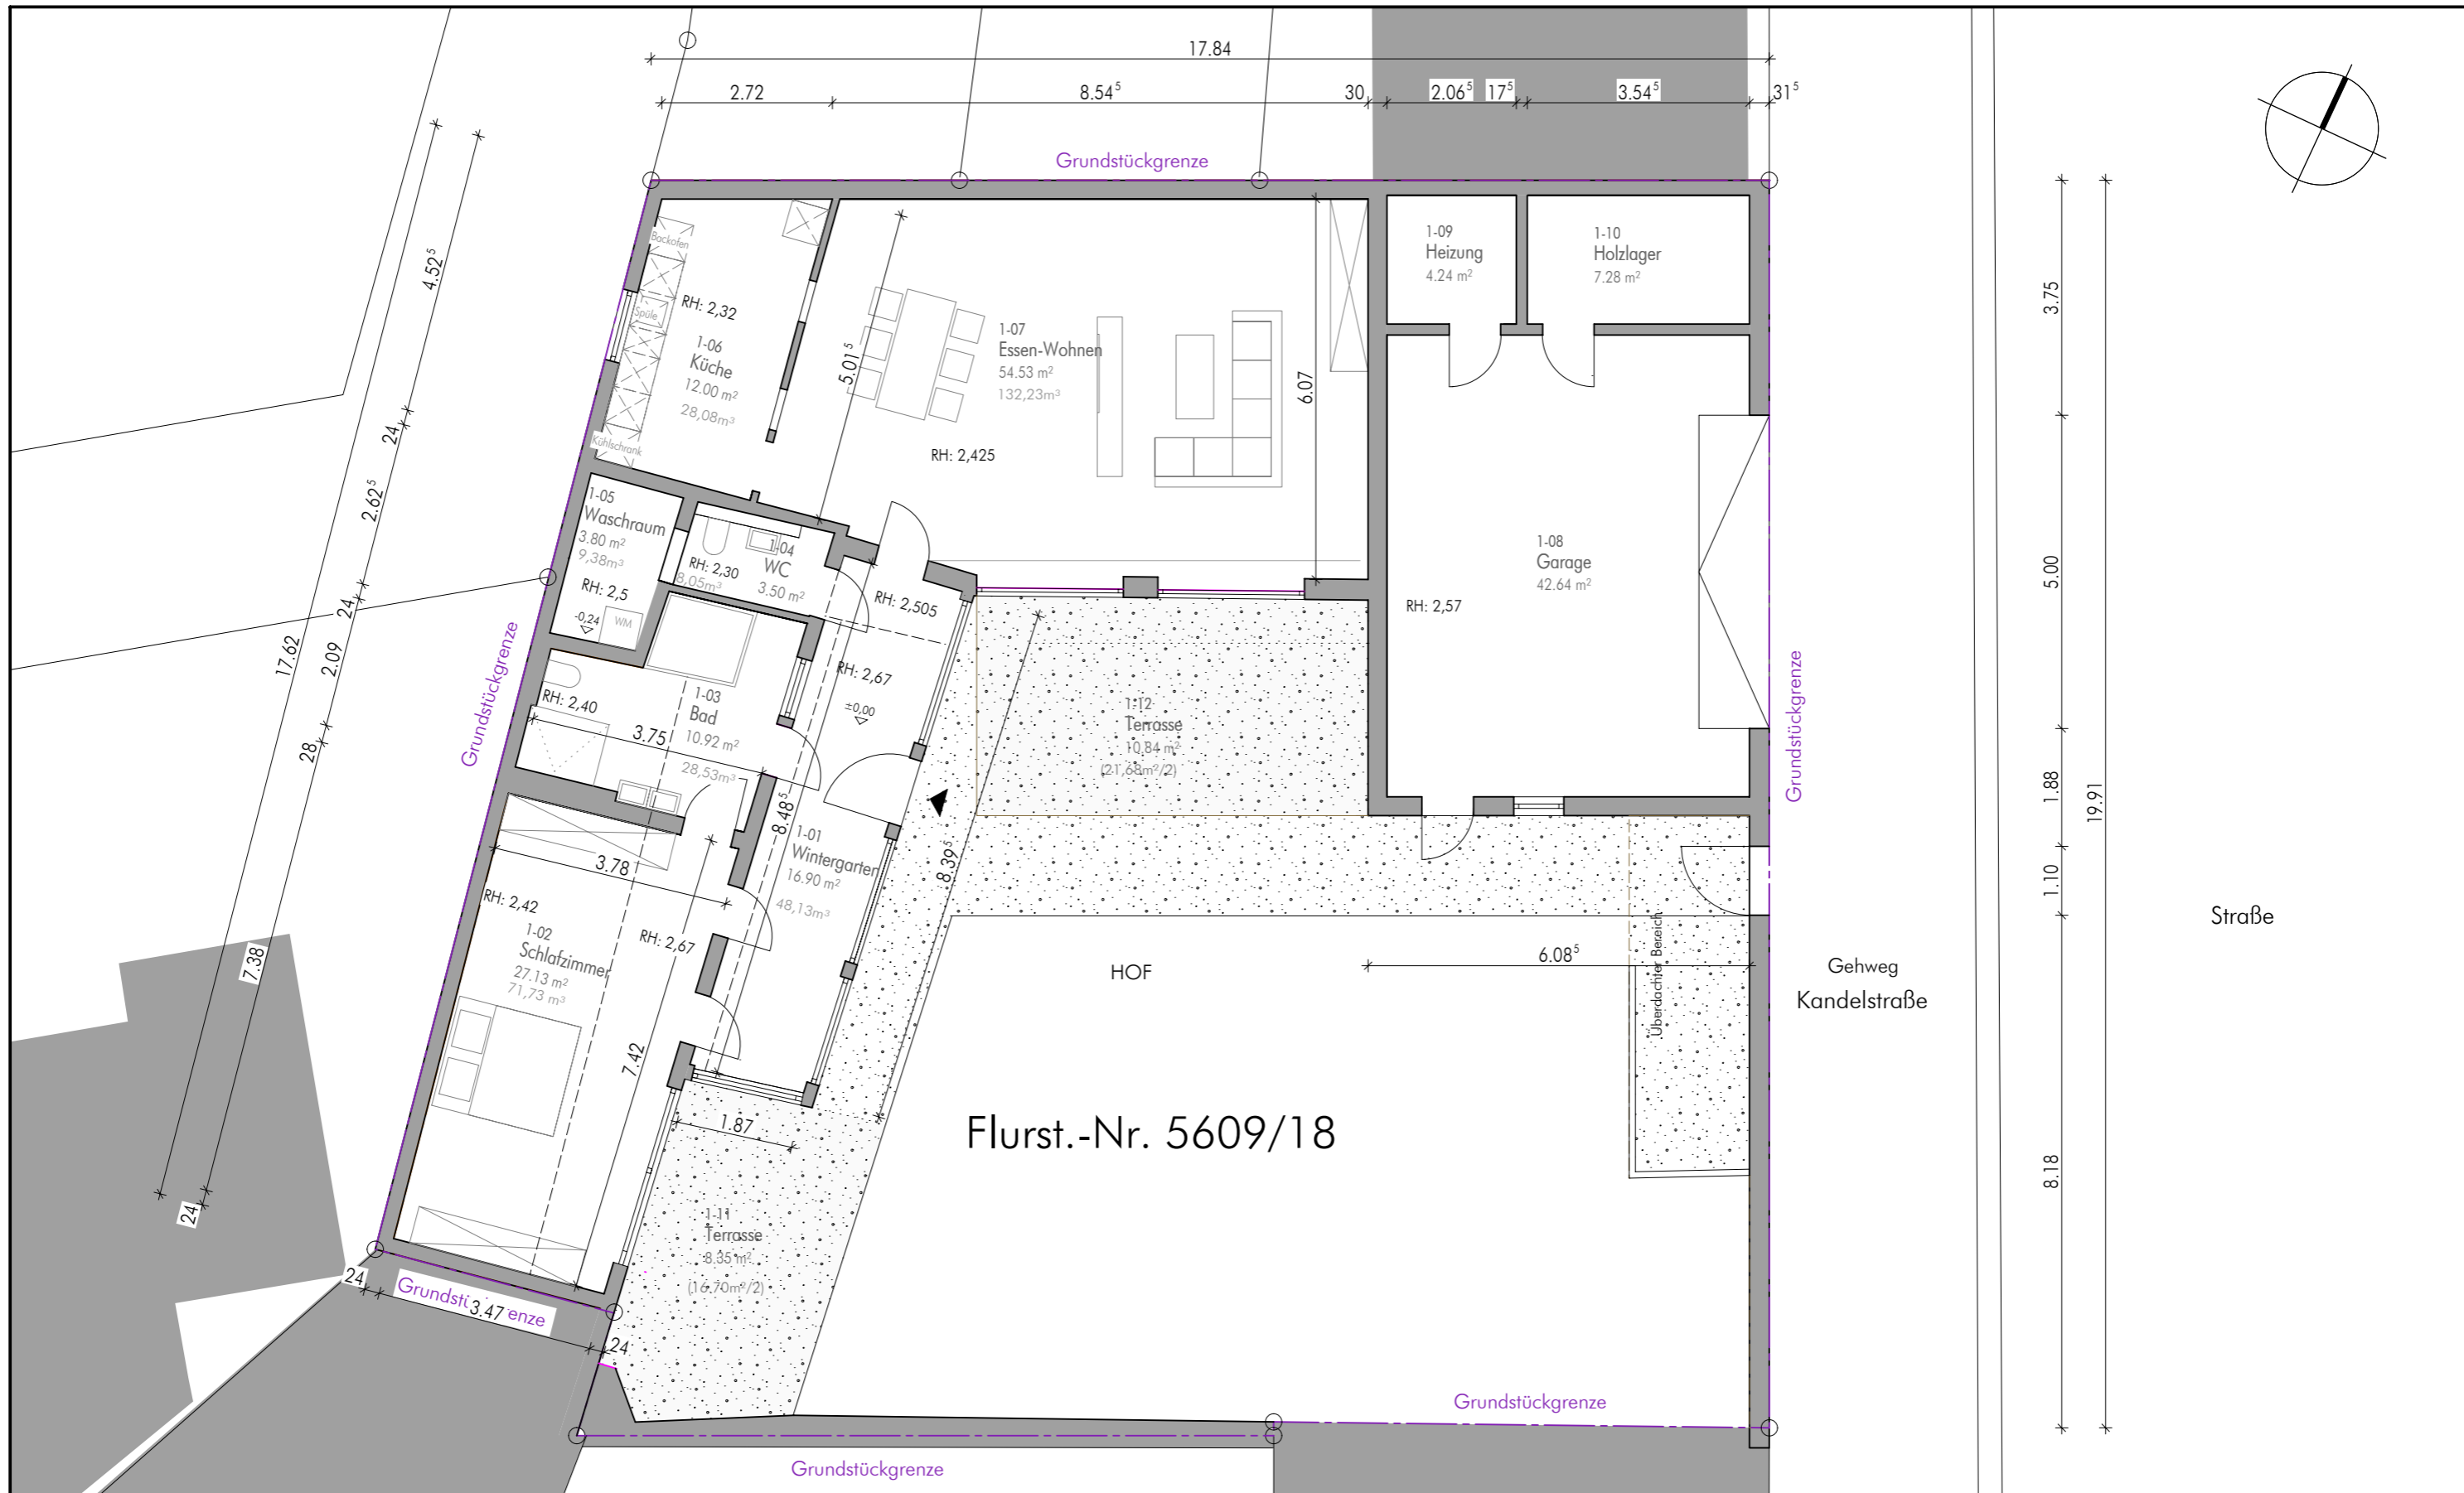 17.84
2.72
8.54⁵
30
2.06⁵
17⁵
3.54⁵
31⁵
Grundstückgrenze
4.52⁵
24
2.62⁵
24
2.09
28
17.62
7.38
24
Grundstückgrenze
Backofen
Spüle
RH: 2,32
1-06
Küche
12.00 m²
28,08m³
Kühlschrank
5.01⁵
1-07
Essen-Wohnen
54.53 m²
132,23m³
RH: 2,425
6.07
1-09
Heizung
4.24 m²
1-10
Holzlager
7.28 m²
3.75
5.00
1.88
1.10
8.18
19.91
1-05
Waschraum
3.80 m²
9,38m³
RH: 2,5
-0,24
WM
1-04
WC
3.50 m²
RH: 2,30
8,05m³
RH: 2,505
RH: 2,67
±0,00
1-08
Garage
42.64 m²
RH: 2,57
Grundstückgrenze
1-03
Bad
10.92 m²
28,53m³
RH: 2,40
3.75
8.48⁵
1-12
Terrasse
10.84 m²
(21,68m²/2)
1-01
Wintergarten
16.90 m²
48,13m³
8.39⁵
3.78
RH: 2,42
1-02
Schlafzimmer
27.13 m²
71,73 m³
RH: 2,67
7.42
1.87
HOF
6.08⁵
Überdachter Bereich
Gehweg
Kandelstraße
Straße
Flurst.-Nr. 5609/18
1-11
Terrasse
8.35 m²
(16,70m²/2)
24
Grundstückgrenze
3.47
24
Grundstückgrenze
Grundstückgrenze